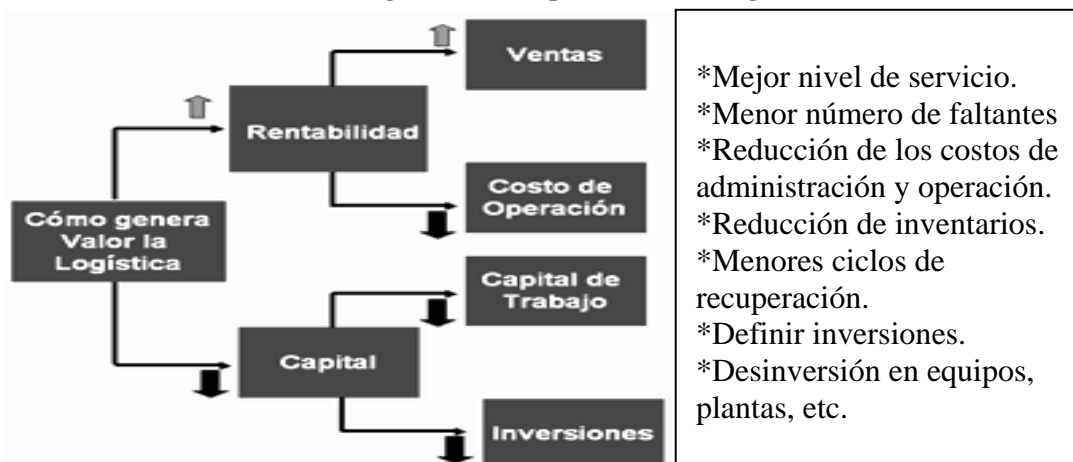 Ventas
Rentabilidad
Costo de
Operación
Cómo genera
Valor la
Logística
Capital de
Trabajo
Capital
Inversiones
*Mejor nivel de servicio.
*Menor número de faltantes
*Reducción de los costos de
administración y operación.
*Reducción de inventarios.
*Menores ciclos de
recuperación.
*Definir inversiones.
*Desinversión en equipos,
plantas, etc.